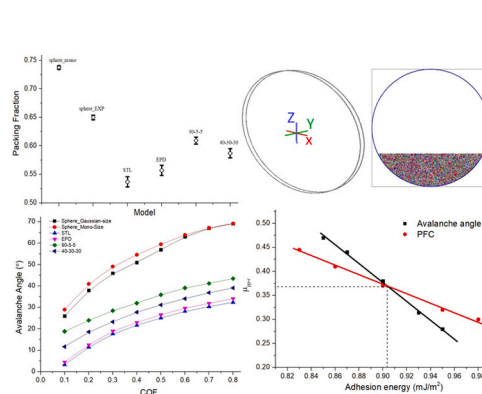 sphere_mono
sphere_EXP
STL
EPD
90-5-5
40-30-30
0.75
0.70
0.65
0.60
0.55
0.50
Packing Fraction
Model
Z
Y
X
Sphere_Gaussian-size
Sphere_Mono-Size
STL
EPD
90-5-5
40-30-30
70
60
50
40
30
20
10
0
Avalanche Angle (°)
0.0 0.1 0.2 0.3 0.4 0.5 0.6 0.7 0.8
COF
Avalanche angle
PFC
0.50
0.45
0.40
0.35
0.30
0.25
0.20
0.82 0.84 0.86 0.88 0.90 0.92 0.94 0.96
Adhesion energy (mJ/m²)